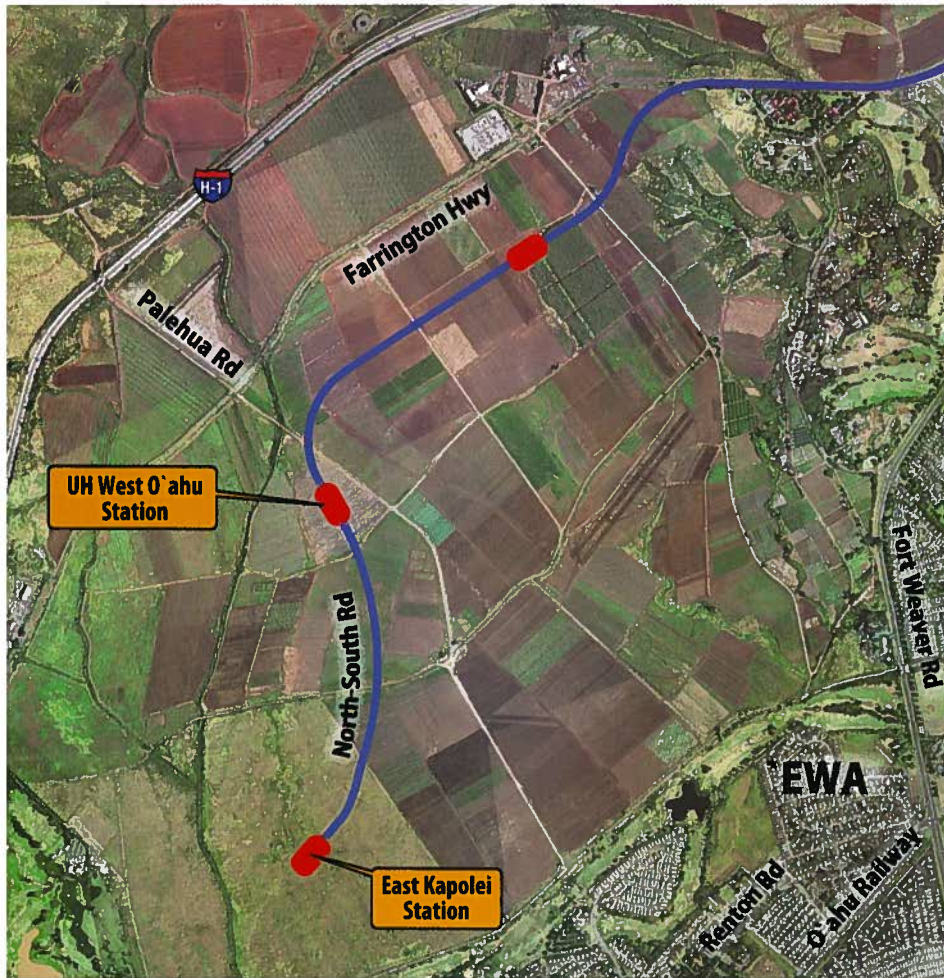 H-1
Farrington Hwy
Palehua Rd
UH West O`ahu
Station
Fort Weaver Rd
North-South Rd
`EWA
East Kapolei
Station
Renton Rd
O`ahu Railway